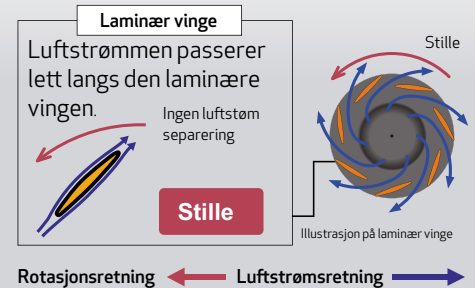 Laminær vinge
Luftstrømmen passerer
lett langs den laminære
vingen.
Ingen luftstøm
separering
Stille
Stille
Illustrasjon på laminær vinge
Rotasjonsretning
Luftstrømsretning